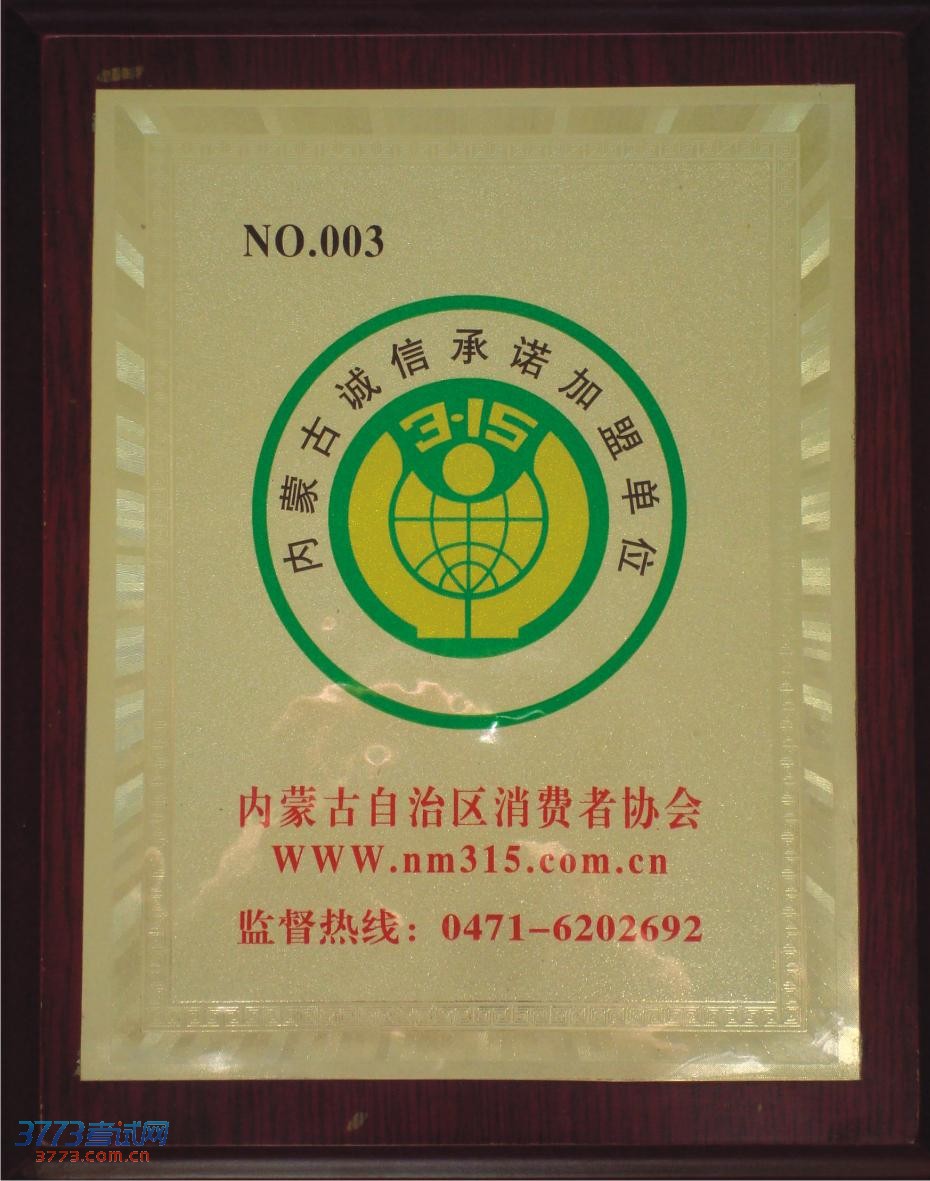 NO.003
内蒙古诚信承诺加盟单位
3·15
内蒙古自治区消费者协会
WWW.nm315.com.cn
监督热线：0471-6202692
3773考试网
3773.com.cn